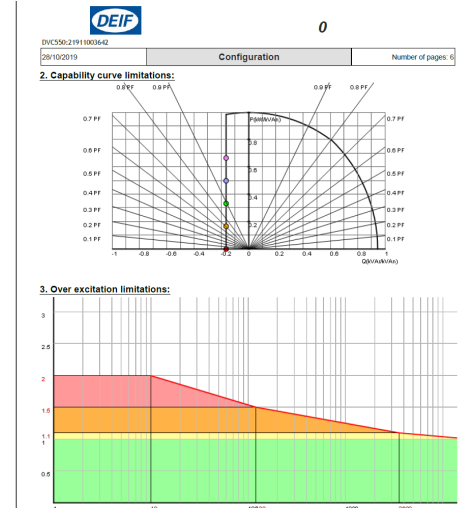 DEIF
0
DVC550:21911003642
28/10/2019 Configuration Number of pages: 6
2. Capability curve limitations:
0.8 PF 0.9 PF 0.9 PF 0.8 PF
0.7 PF 0.7 PF
0.8
0.6 PF 0.6 PF
0.6
0.5 PF 0.5 PF
0.4 PF 0.4 PF
0.4
0.3 PF 0.3 PF
0.2 PF 0.2 PF
0.2
0.1 PF 0.1 PF
-1 -0.8 -0.6 -0.4 -0.2 0 0.2 0.4 0.6 0.8 1
3. Over excitation limitations:
3
2.5
2
1.5
1.1
1
0.5